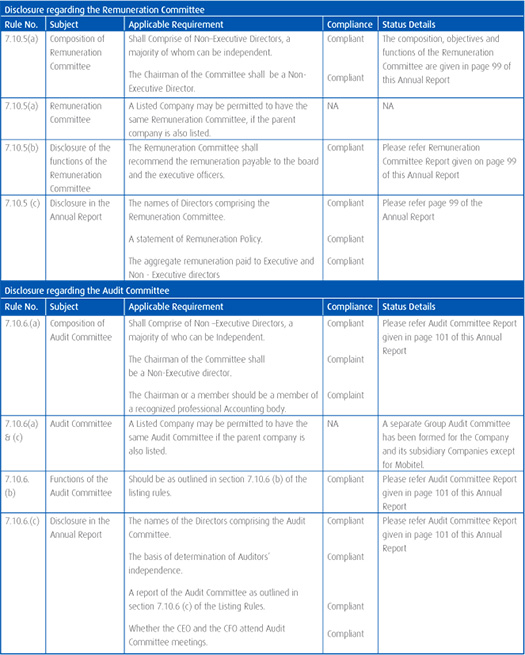 Disclosure regarding the Remuneration Committee
Rule No. Subject Applicable Requirement Compliance Status Details
7.10.5(a) Composition of Remuneration Committee Shall Comprise of Non-Executive Directors, a majority of whom can be independent. Compliant The composition, objectives and functions of the Remuneration Committee are given in page 99 of this Annual Report
The Chairman of the Committee shall be a Non-Executive Director. Compliant
7.10.5(a) Remuneration Committee A Listed Company may be permitted to have the same Remuneration Committee, if the parent company is also listed. NA NA
7.10.5(b) Disclosure of the functions of the Remuneration Committee The Remuneration Committee shall recommend the remuneration payable to the board and the executive officers. Compliant Please refer Remuneration Committee Report given on page 99 of this Annual Report
7.10.5 (c) Disclosure in the Annual Report The names of Directors comprising the Remuneration Committee. Compliant Please refer page 99 of the Annual Report
A statement of Remuneration Policy. Compliant
The aggregate remuneration paid to Executive and Non - Executive directors Compliant
Disclosure regarding the Audit Committee
Rule No. Subject Applicable Requirement Compliance Status Details
7.10.6.(a) Composition of Audit Committee Shall Comprise of Non –Executive Directors, a majority of who can be Independent. Compliant Please refer Audit Committee Report given in page 101 of this Annual Report
The Chairman of the Committee shall be a Non-Executive director. Complaint
The Chairman or a member should be a member of a recognized professional Accounting body. Complaint
7.10.6(a) & (c) Audit Committee A Listed Company may be permitted to have the same Audit Committee if the parent company is also listed. NA A separate Group Audit Committee has been formed for the Company and its subsidiary Companies except for Mobitel.
7.10.6. (b) Functions of the Audit Committee Should be as outlined in section 7.10.6 (b) of the listing rules. Compliant Please refer Audit Committee Report given in page 101 of this Annual Report
7.10.6.(c) Disclosure in the Annual Report The names of the Directors comprising the Audit Committee. Compliant Please refer Audit Committee Report given in page 101 of this Annual Report
The basis of determination of Auditors' independence. Compliant
A report of the Audit Committee as outlined in section 7.10.6 (c) of the Listing Rules. Compliant
Whether the CEO and the CFO attend Audit Committee meetings. Compliant